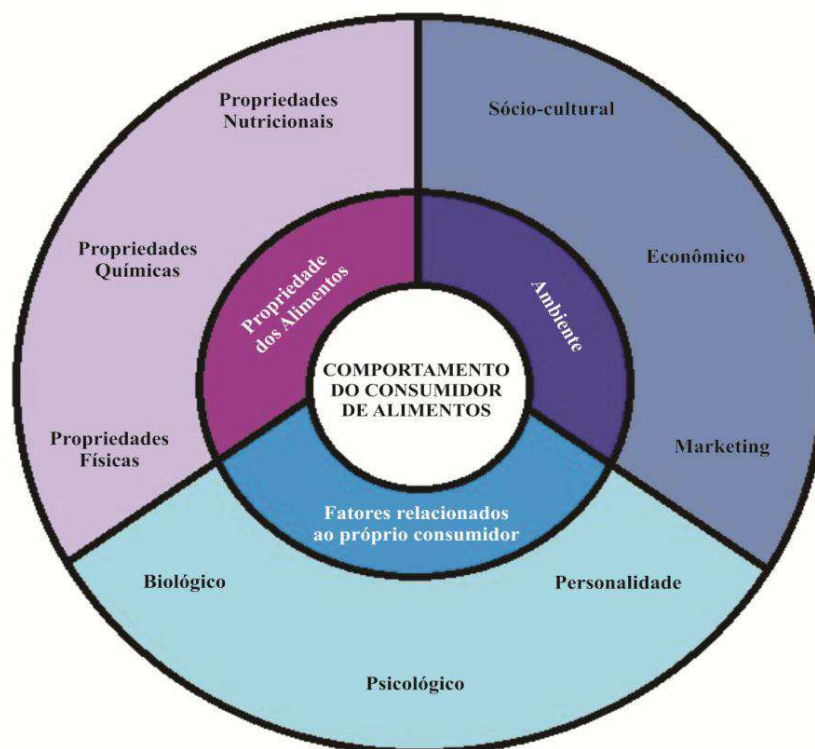 Propriedades
Nutricionais
Sócio-cultural
Propriedades
Químicas
Econômico
Propriedade
dos Alimentos
Ambiente
COMPORTAMENTO
DO CONSUMIDOR
DE ALIMENTOS
Propriedades
Físicas
Marketing
Fatores relacionados
ao próprio consumidor
Biológico
Personalidade
Psicológico